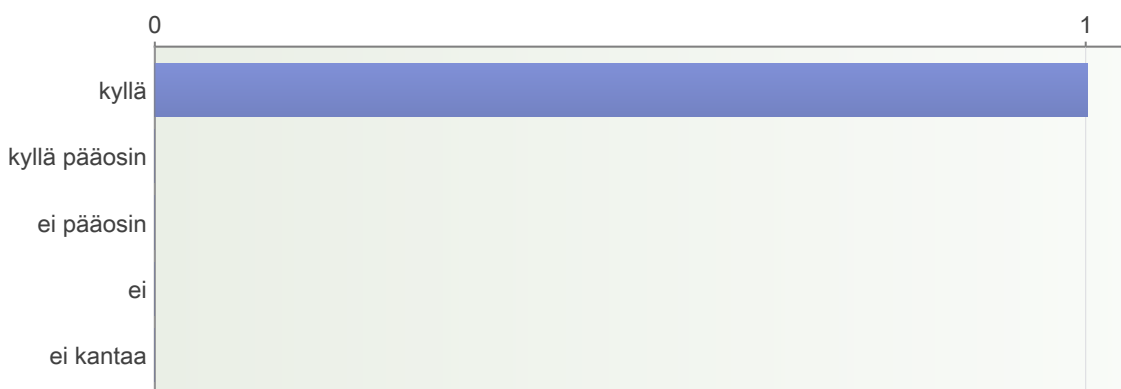 0 1
kyllä
kyllä pääosin
ei pääosin
ei
ei kantaa